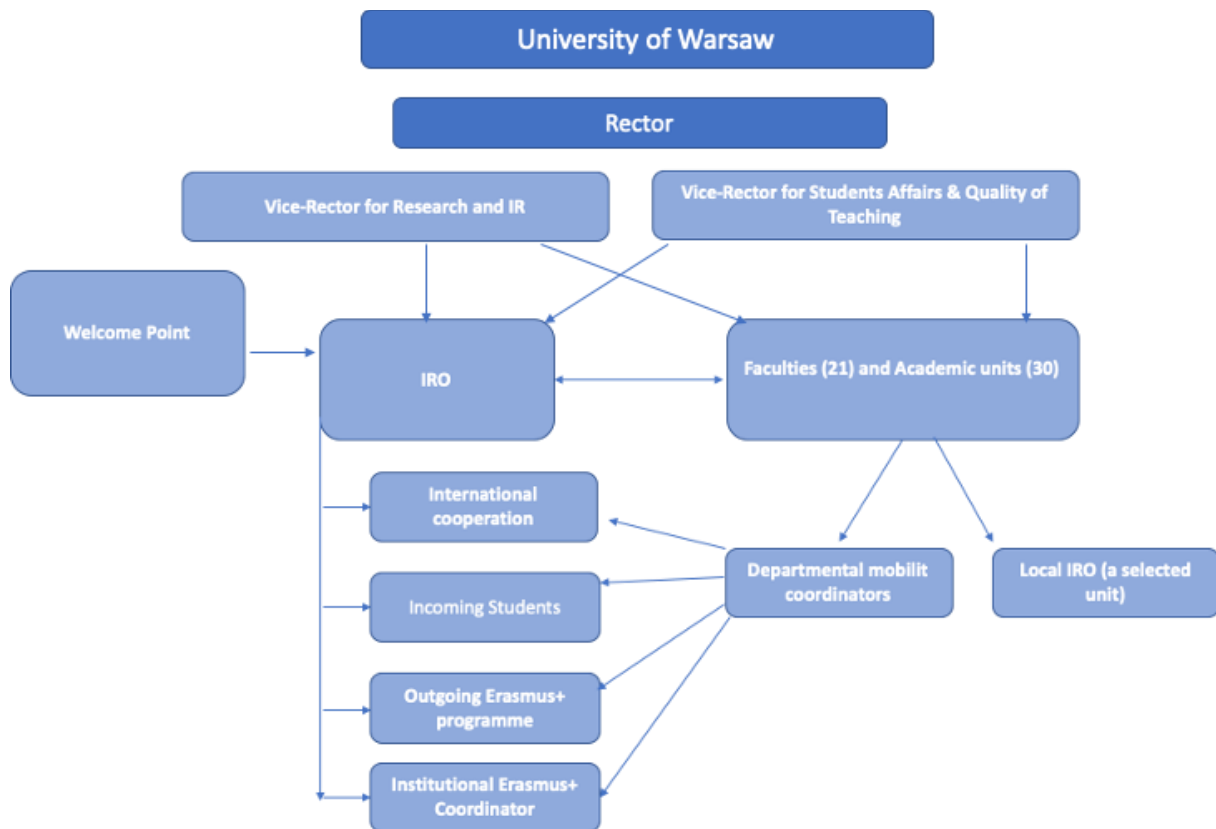 University of Warsaw
Rector
Vice-Rector for Research and IR
Vice-Rector for Students Affairs & Quality of
Teaching
Welcome Point
IRO
Faculties (21) and Academic units (30)
International
cooperation
Departmental mobilit
coordinators
Local IRO (a selected
unit)
Incoming Students
Outgoing Erasmus+
programme
Institutional Erasmus+
Coordinator